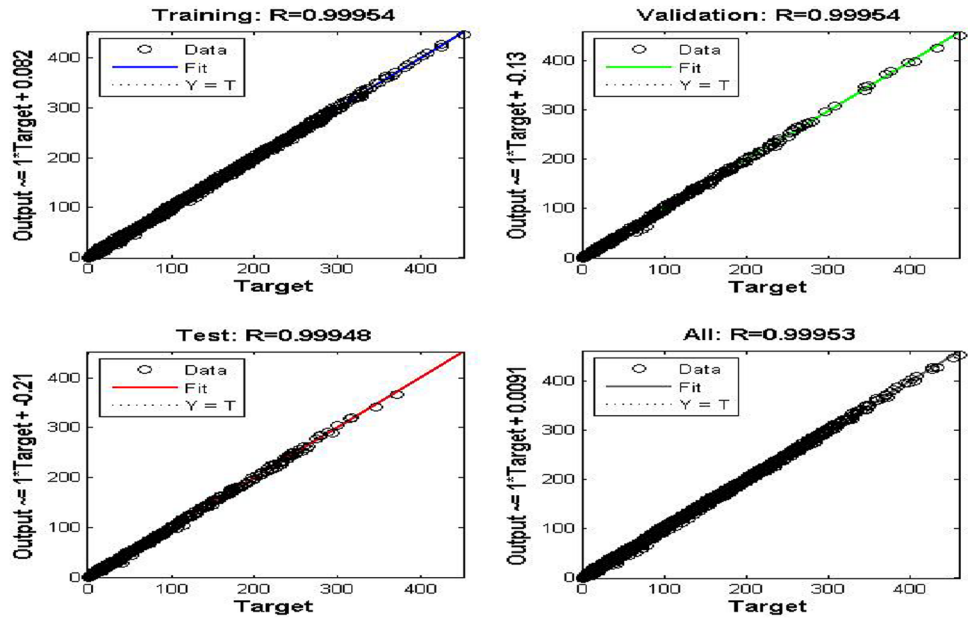 Training: R=0.99954
Output ~= 1*Target + 0.082
Data
Fit
Y = T
400
300
200
100
0
0 100 200 300 400
Target
Validation: R=0.99954
Output ~= 1*Target + -0.13
Data
Fit
Y = T
400
300
200
100
0
0 100 200 300 400
Target
Test: R=0.99948
Output ~= 1*Target + -0.21
Data
Fit
Y = T
400
300
200
100
0
0 100 200 300 400
Target
All: R=0.99953
Output ~= 1*Target + 0.0091
Data
Fit
Y = T
400
300
200
100
0
0 100 200 300 400
Target